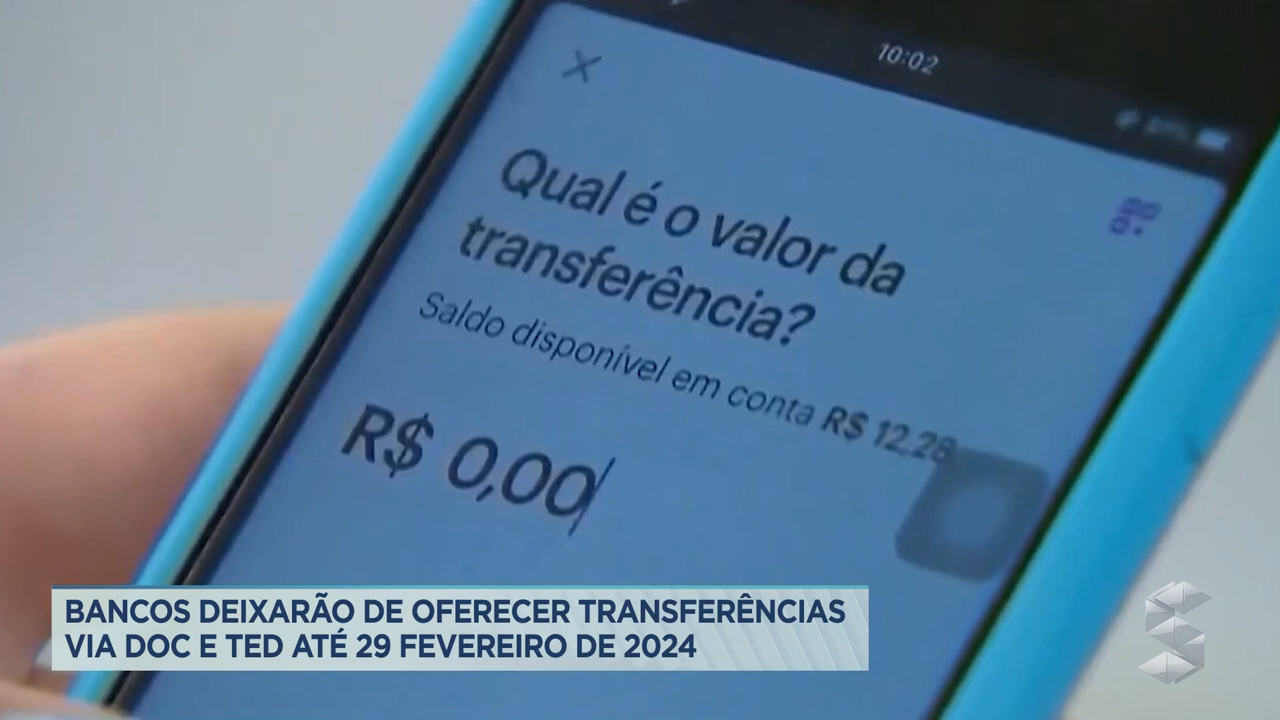 10:02
Qual é o valor da
transferência?
Saldo disponível em conta R$ 12,28
R$ 0,00
BANCOS DEIXARÃO DE OFERECER TRANSFERÊNCIAS
VIA DOC E TED ATÉ 29 FEVEREIRO DE 2024